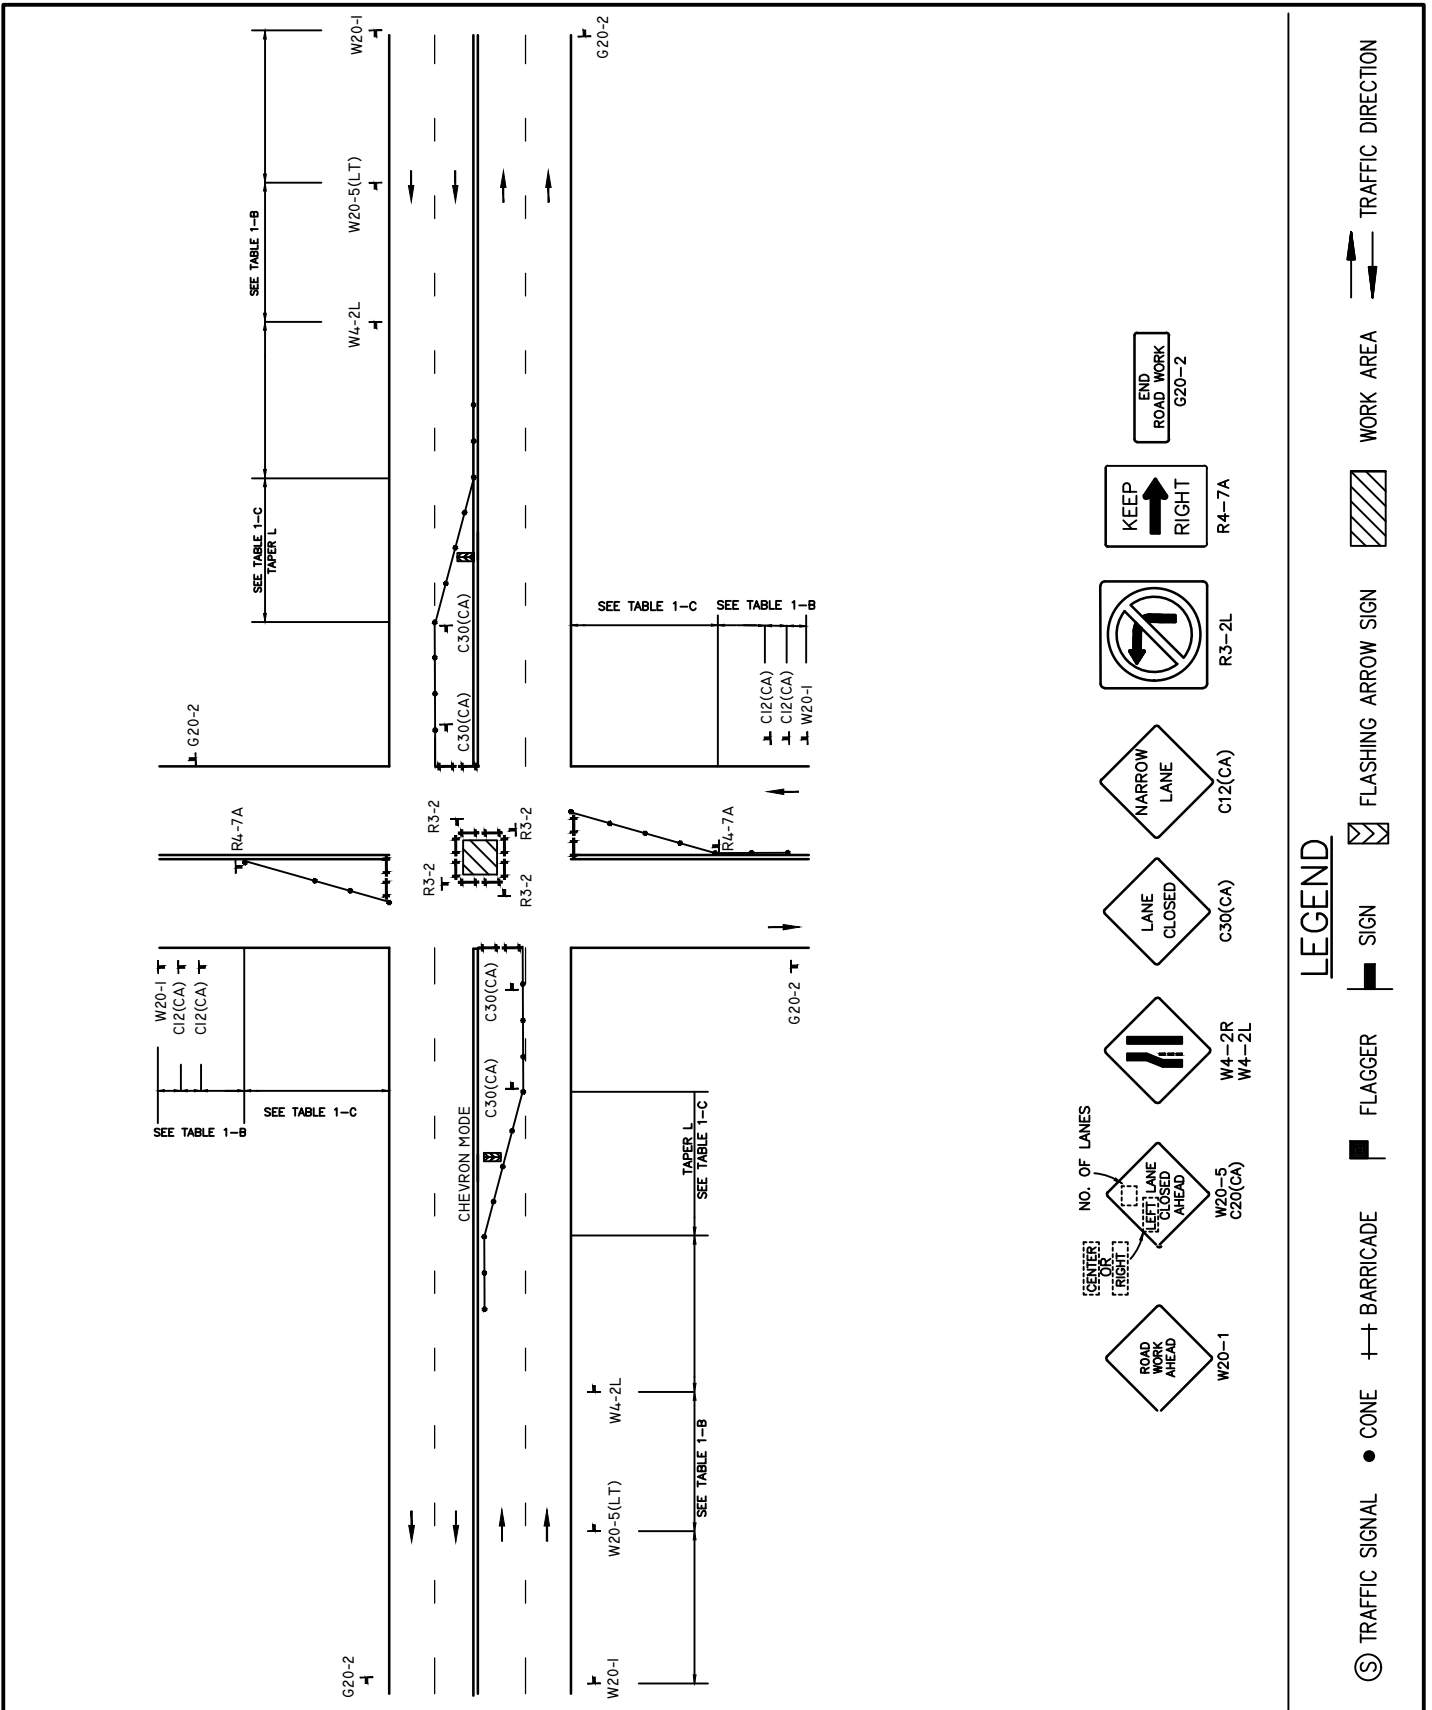 W20-1
G20-2
W20-5(LT)
SEE TABLE 1-B
W4-2L
SEE TABLE 1-C
TAPER L
C30(CA)
C30(CA)
SEE TABLE 1-C
SEE TABLE 1-B
C12(CA)
C12(CA)
W20-1
G20-2
R4-7A
R3-2
R3-2
R3-2
R3-2
R4-7A
W20-1
C12(CA)
C12(CA)
SEE TABLE 1-C
SEE TABLE 1-B
C30(CA)
C30(CA)
CHEVRON MODE
G20-2
TAPER L
SEE TABLE 1-C
W4-2L
SEE TABLE 1-B
W20-5(LT)
W20-1
G20-2
END
ROAD WORK
G20-2
KEEP
RIGHT
R4-7A
R3-2L
NARROW
LANE
C12(CA)
LANE
CLOSED
C30(CA)
W4-2R
W4-2L
NO. OF LANES
LEFT LANE
CLOSED
AHEAD
CENTER
OR
RIGHT
W20-5
C20(CA)
ROAD
WORK
AHEAD
W20-1
LEGEND
S TRAFFIC SIGNAL
CONE
BARRICADE
FLAGGER
SIGN
FLASHING ARROW SIGN
WORK AREA
TRAFFIC DIRECTION